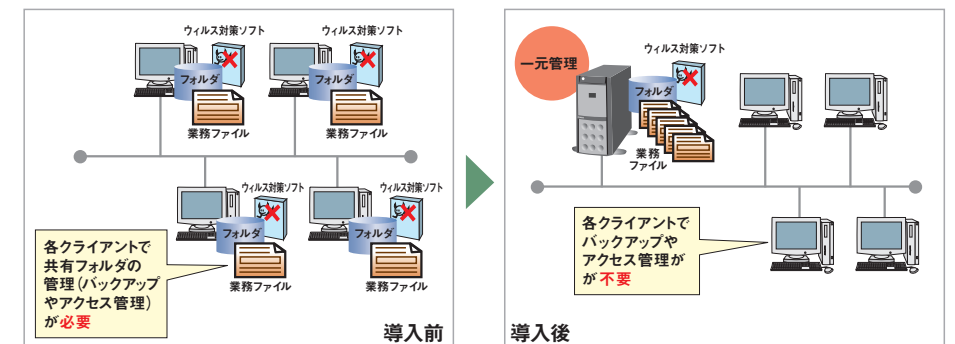 ウィルス対策ソフト
ウィルス対策ソフト
フォルダ
フォルダ
業務ファイル
業務ファイル
ウィルス対策ソフト
ウィルス対策ソフト
フォルダ
フォルダ
業務ファイル
業務ファイル
各クライアントで
共有フォルダの
管理（バックアップ
やアクセス管理）
が必要
導入前
一元管理
ウィルス対策ソフト
フォルダ
業務
ファイル
各クライアントで
バックアップや
アクセス管理が
が不要
導入後